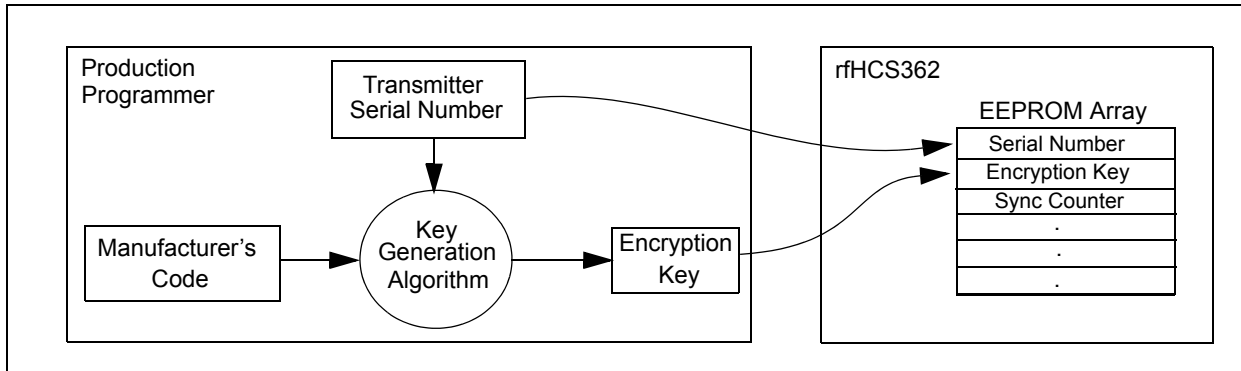 Production
Programmer
Transmitter
Serial Number
Manufacturer's
Code
Key
Generation
Algorithm
Encryption
Key
rfHCS362
EEPROM Array
Serial Number
Encryption Key
Sync Counter
.
.
.